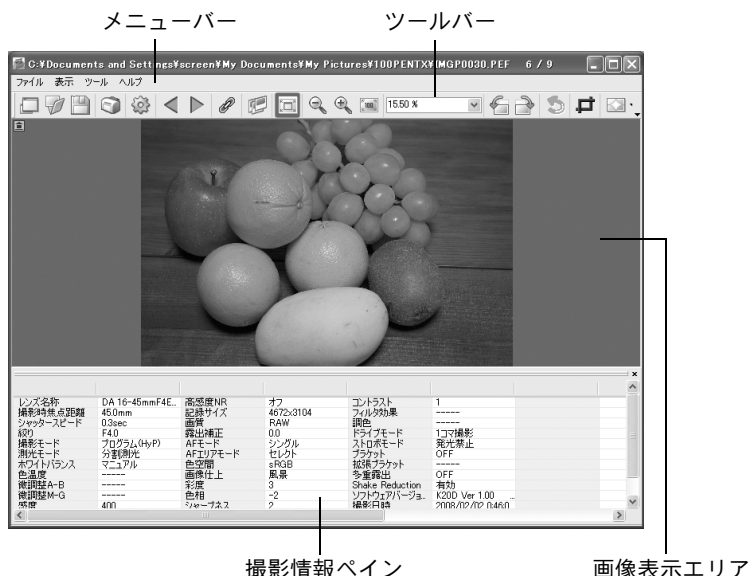 メニューバー ツールバー
C:¥Documents and Settings¥screen¥My Documents¥My Pictures¥100PENTX¥IMGP0030.PEF 6 / 9
ファイル 表示 ツール ヘルプ
100 15.50 %
レンズ名称 DA 16-45mmF4E.. 高感度NR オフ コントラスト 1
撮影時焦点距離 45.0mm 記録サイズ 4672×3104 フィルタ効果 -----
シャッタースピード 0.3sec 画質 RAW 調色 -----
絞り F4.0 露出補正 0.0 ドライブモード 1コマ撮影
撮影モード プログラム(HyP) AFモード シングル ストロボモード 発光禁止
測光モード 分割測光 AFエリアモード セレクト ブラケット OFF
ホワイトバランス マニュアル 色空間 sRGB 拡張ブラケット -----
色温度 ----- 画像仕上 風景 多重露出 OFF
微調整A-B ----- 彩度 3 Shake Reduction 有効
微調整M-G ----- 色相 -2 ソフトウェアバージョ.. K20D Ver 1.00 ..
感度 400 シャープネス 2 撮影日時 2008/02/02 0:46:0
撮影情報ペイン 画像表示エリア